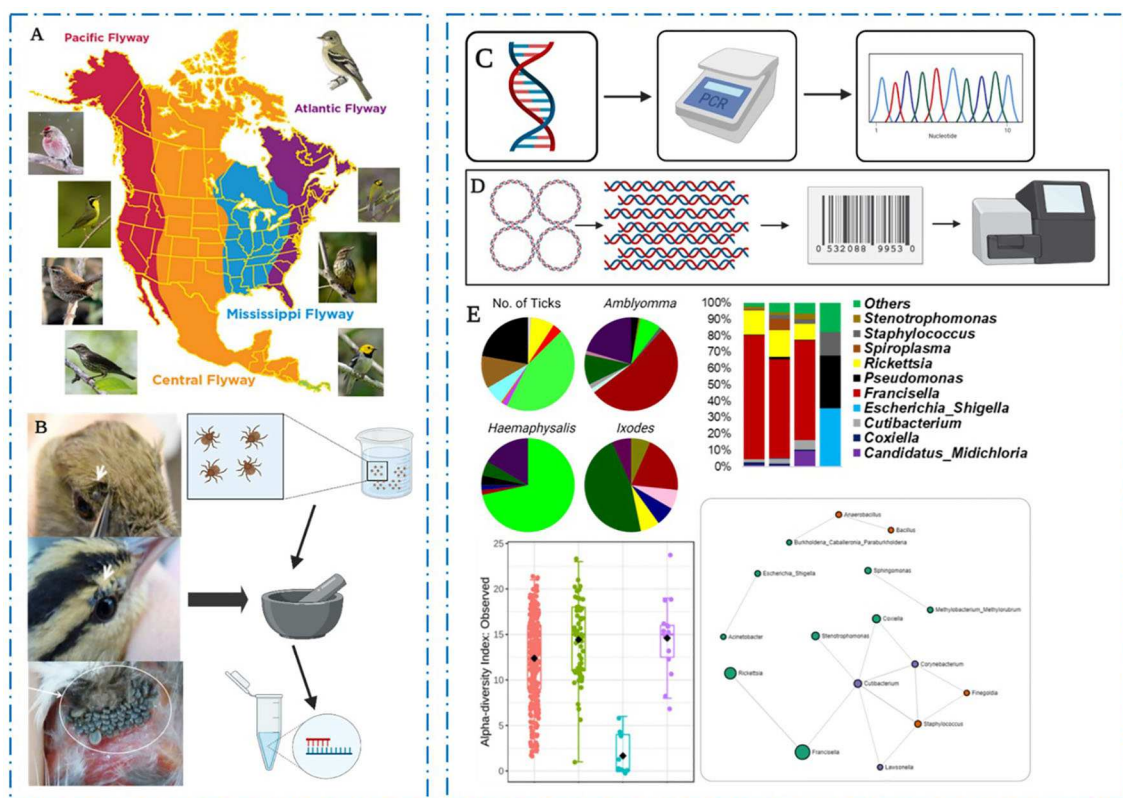 A
Pacific Flyway
Atlantic Flyway
Mississippi Flyway
Central Flyway
B
C
PCR
1
10
Nucleotide
D
0 532088 9953 0
E
No. of Ticks
Amblyomma
Haemaphysalis
Ixodes
100%
90%
80%
70%
60%
50%
40%
30%
20%
10%
0%
Others
Stenotrophomonas
Staphylococcus
Spiroplasma
Rickettsia
Pseudomonas
Francisella
Escherichia_Shigella
Cutibacterium
Coxiella
Candidatus_Midichloria
Alpha-diversity Index: Observed
25
20
15
10
5
0
Anaerobacillus
Bacillus
Burkholderia_Caballeronia_Paraburkholderia
Escherichia_Shigella
Sphingomonas
Methylobacterium_Methylorubrum
Coxiella
Acinetobacter
Stenotrophomonas
Corynebacterium
Rickettsia
Cutibacterium
Finegoldia
Staphylococcus
Francisella
Lawsonella